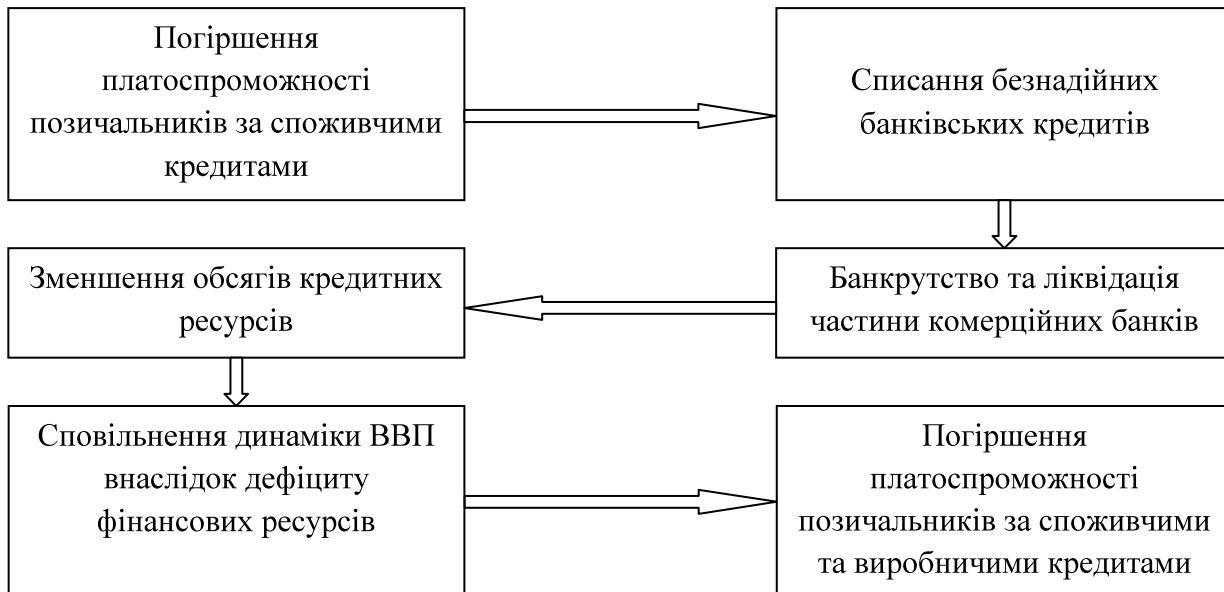 Погіршення
платоспроможності
позичальників за споживчими
кредитами
Списання безнадійних
банківських кредитів
Банкрутство та ліквідація
частини комерційних банків
Зменшення обсягів кредитних
ресурсів
Сповільнення динаміки ВВП
внаслідок дефіциту
фінансових ресурсів
Погіршення
платоспроможності
позичальників за споживчими
та виробничими кредитами